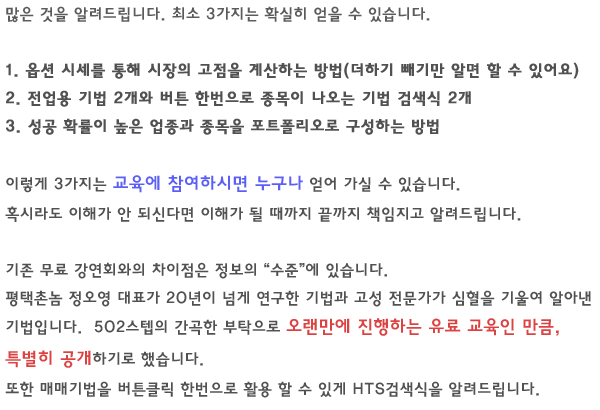 많은 것을 알려드립니다. 최소 3가지는 확실히 얻을 수 있습니다.
1. 옵션 시세를 통해 시장의 고점을 계산하는 방법(더하기 빼기만 알면 할 수 있어요)
2. 전업용 기법 2개와 버튼 한번으로 종목이 나오는 기법 검색식 2개
3. 성공 확률이 높은 업종과 종목을 포트폴리오로 구성하는 방법
이렇게 3가지는 교육에 참여하시면 누구나 얻어 가실 수 있습니다.
혹시라도 이해가 안 되신다면 이해가 될 때까지 끝까지 책임지고 알려드립니다.
기존 무료 강연회와의 차이점은 정보의 “수준”에 있습니다.
평택촌놈 정오영 대표가 20년이 넘게 연구한 기법과 고성 전문가가 심혈을 기울여 알아낸
기법입니다. 502스텝의 간곡한 부탁으로 오랜만에 진행하는 유료 교육인 만큼,
특별히 공개하기로 했습니다.
또한 매매기법을 버튼클릭 한번으로 활용 할 수 있게 HTS검색식을 알려드립니다.